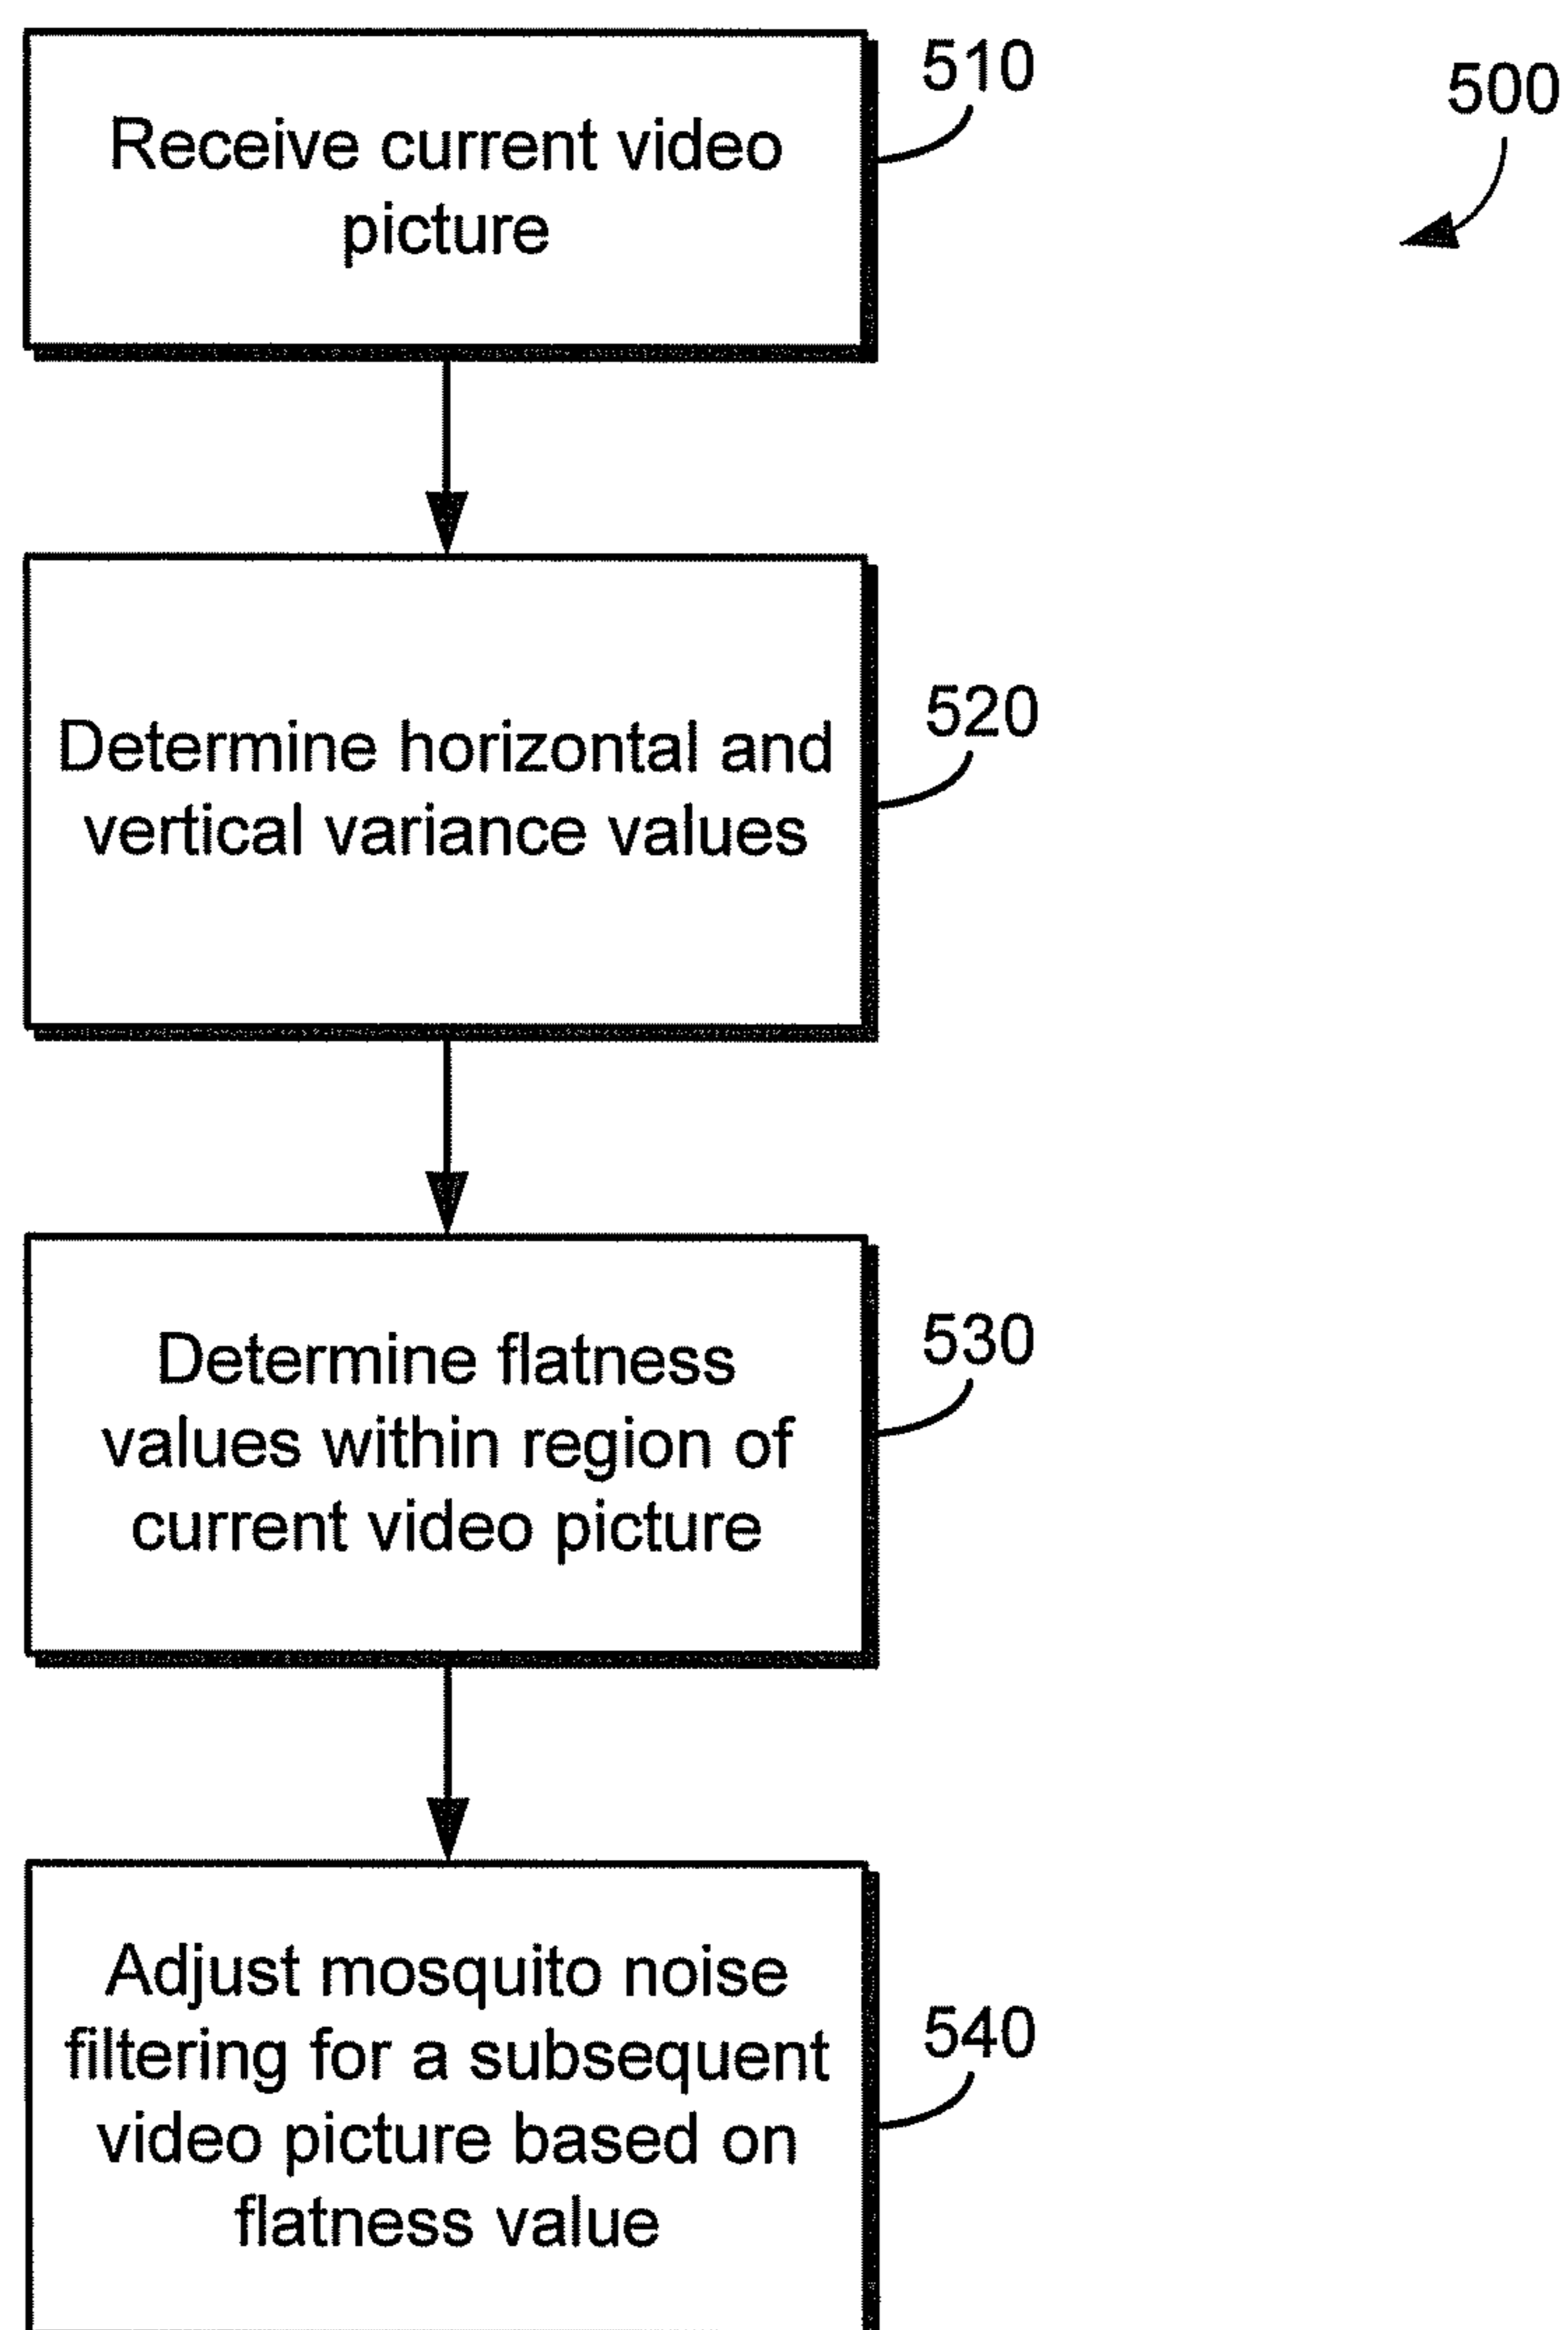 510
500
Receive current video
picture
520
Determine horizontal and
vertical variance values
530
Determine flatness
values within region of
current video picture
Adjust mosquito noise
540
filtering for a subsequent
video picture based on
flatness value